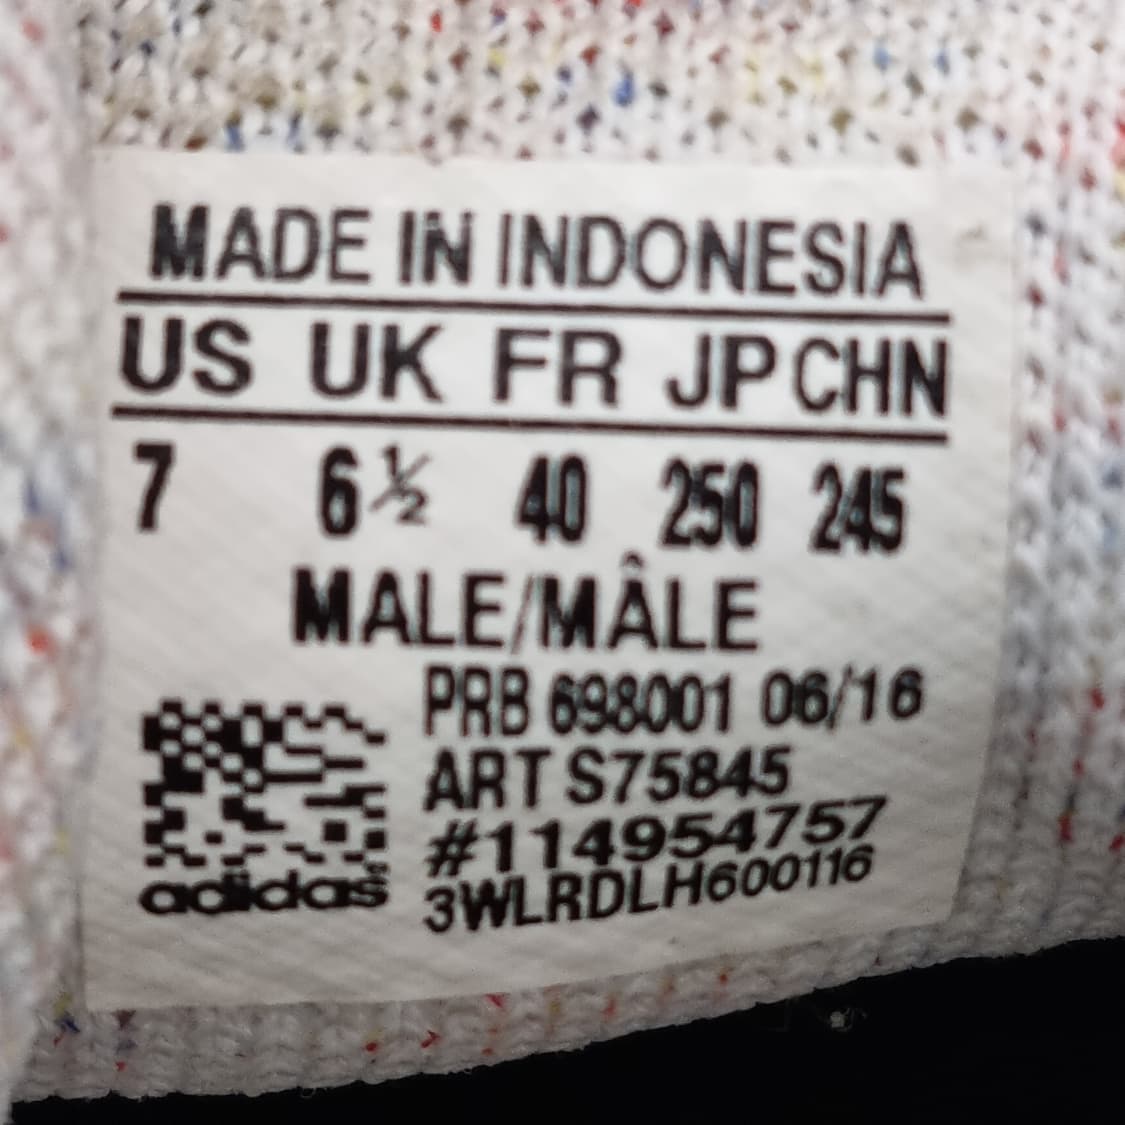 MADE IN INDONESIA
US UK FR JP CHN
7 6½ 40 250 245
MALE/MÂLE
PRB 698001 06/16
ART S75845
#114954757
3WLRDLH600116
adidas